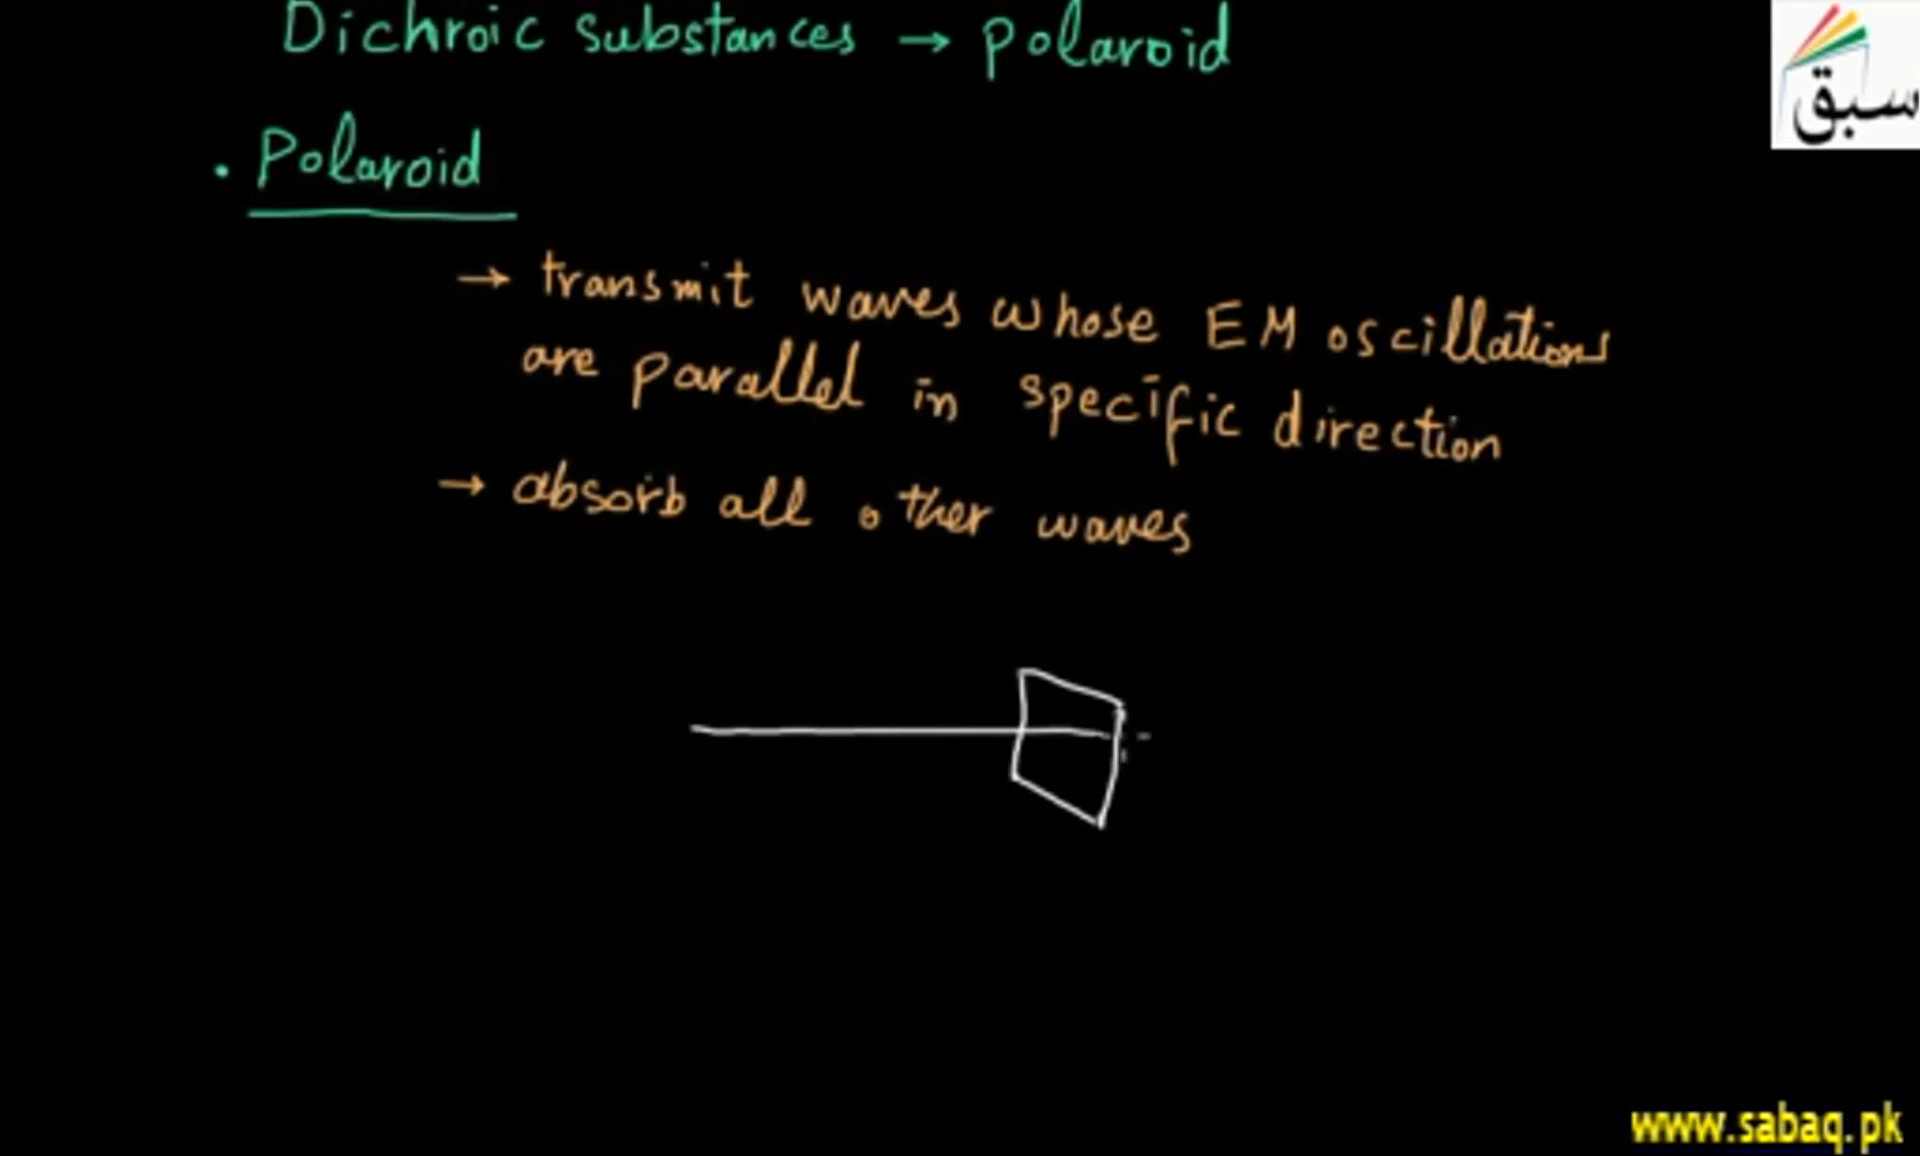 Dichroic substances → polaroid
سبق
. Polaroid
→ transmit waves whose EM oscillations
are parallel in specific direction
→ absorb all other waves
www.sabaq.pk